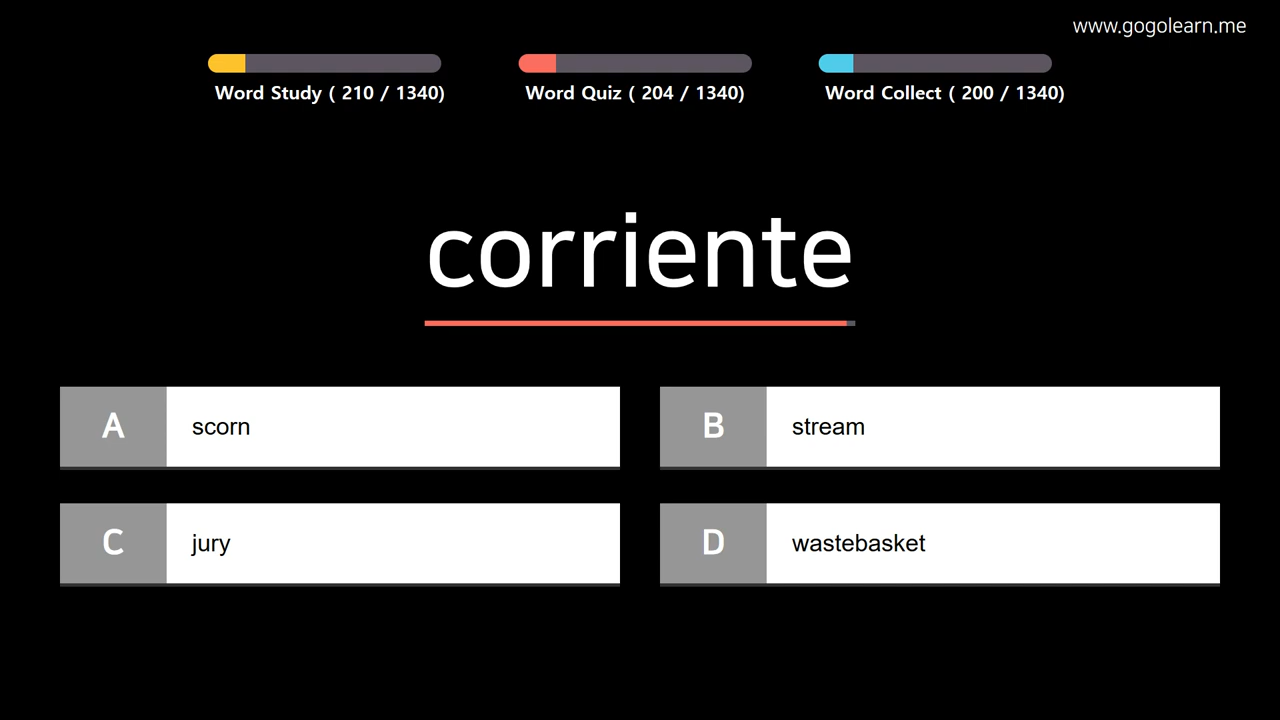 www.gogolearn.me
Word Study ( 210 / 1340)
Word Quiz ( 204 / 1340)
Word Collect ( 200 / 1340)
corriente
A scorn
B stream
C jury
D wastebasket